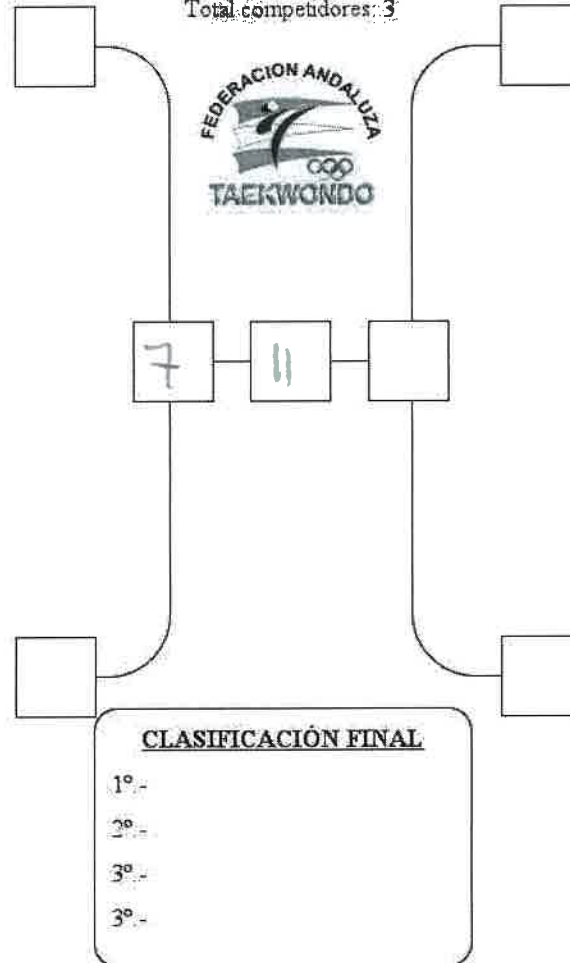 Total competidores: 3
FEDERACION ANDALUZA
TAEKWONDO
7
11
CLASIFICACIÓN FINAL
1º.-
2º.-
3º.-
3º.-